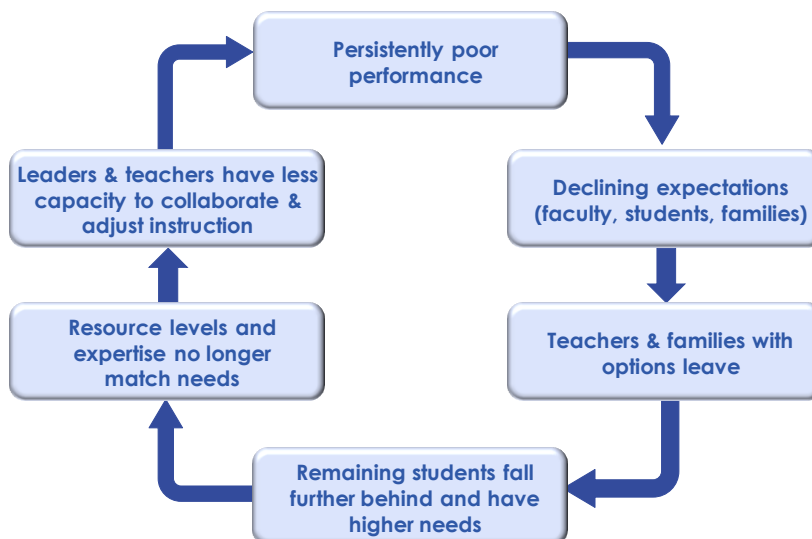 Persistently poor
performance
Declining expectations
(faculty, students, families)
Teachers & families with
options leave
Remaining students fall
further behind and have
higher needs
Resource levels and
expertise no longer
match needs
Leaders & teachers have less
capacity to collaborate &
adjust instruction